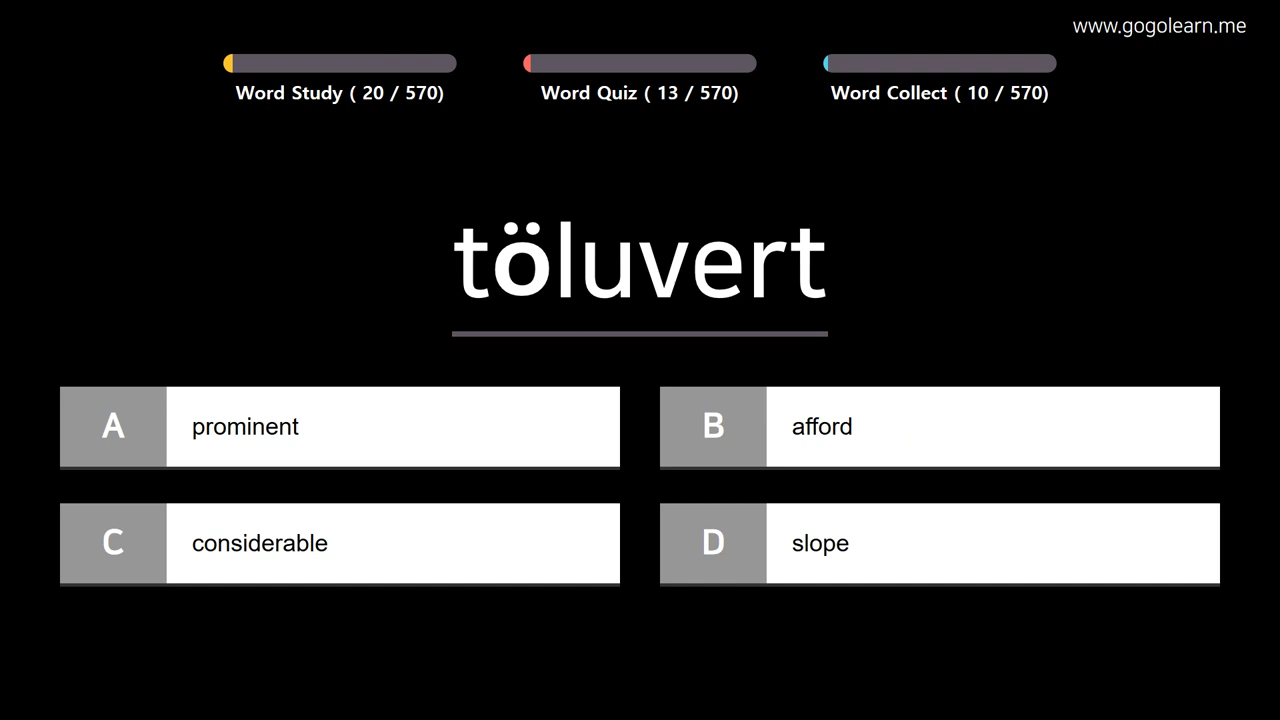 www.gogolearn.me
Word Study ( 20 / 570)
Word Quiz ( 13 / 570)
Word Collect ( 10 / 570)
töluvert
A prominent
B afford
C considerable
D slope